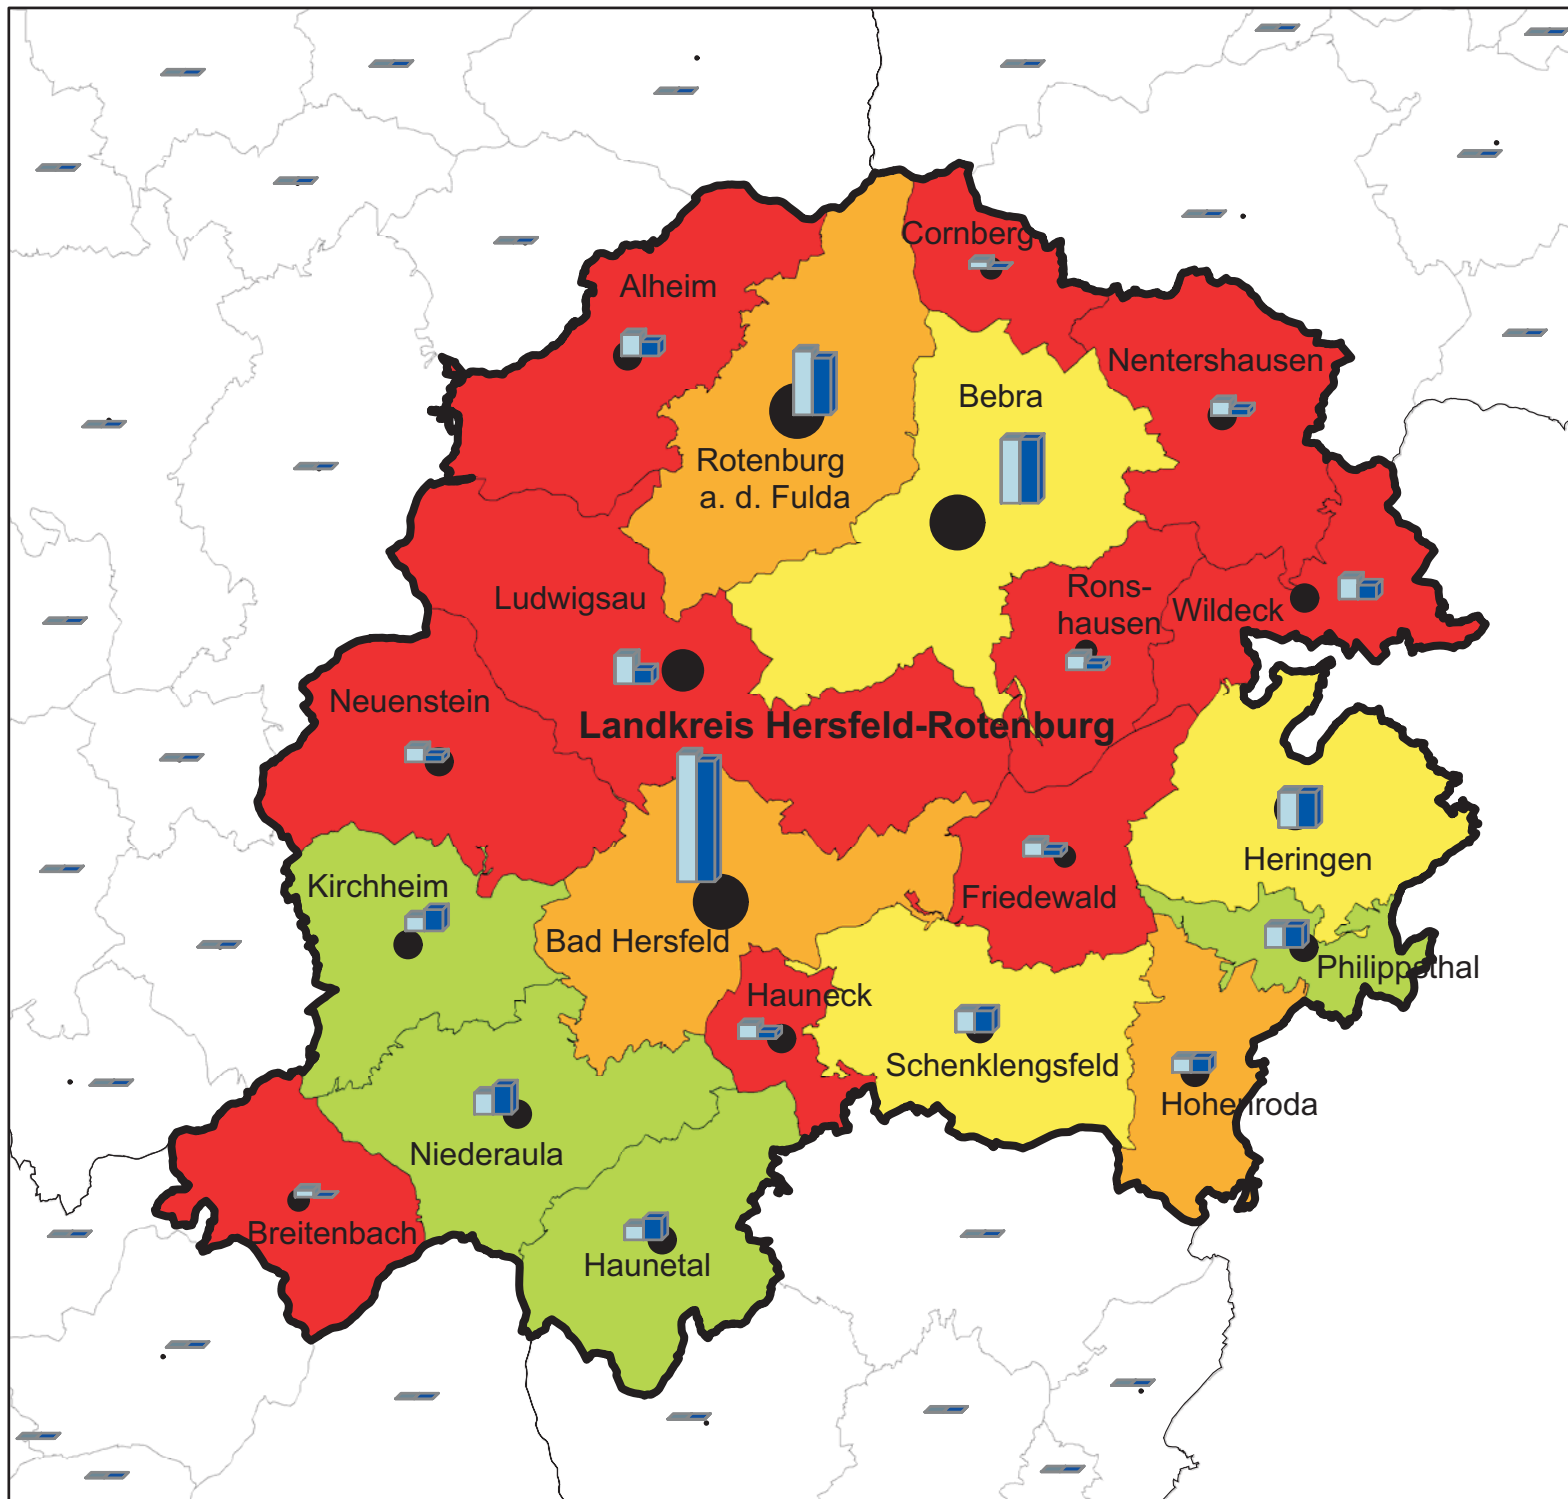 Cornberg
Alheim
Nentershausen
Bebra
Rotenburg
a. d. Fulda
Rons-
hausen
Wildeck
Ludwigsau
Neuenstein
Landkreis Hersfeld-Rotenburg
Heringen
Kirchheim
Friedewald
Bad Hersfeld
Philippsthal
Hauneck
Schenklengsfeld
Hohenroda
Niederaula
Breitenbach
Haunetal